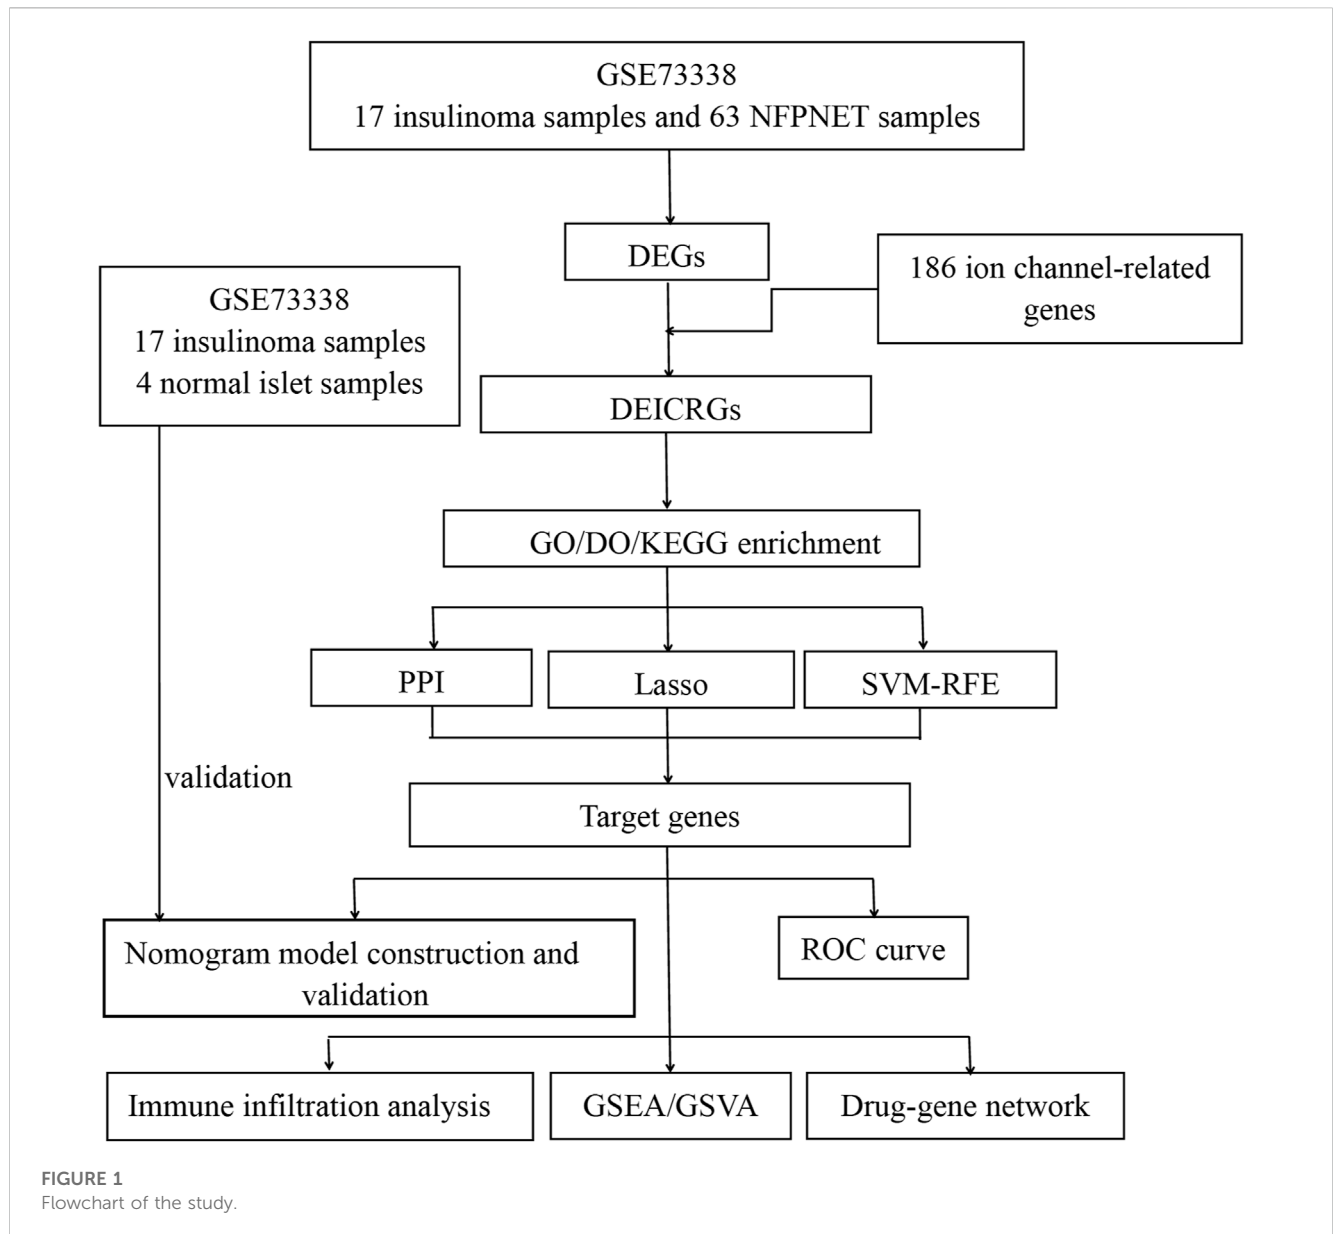 GSE73338
17 insulinoma samples and 63 NFPNET samples
DEGs
186 ion channel-related
genes
GSE73338
17 insulinoma samples
4 normal islet samples
DEICRGs
GO/DO/KEGG enrichment
PPI
Lasso
SVM-RFE
validation
Target genes
Nomogram model construction and
validation
ROC curve
Immune infiltration analysis
GSEA/GSVA
Drug-gene network
FIGURE 1
Flowchart of the study.